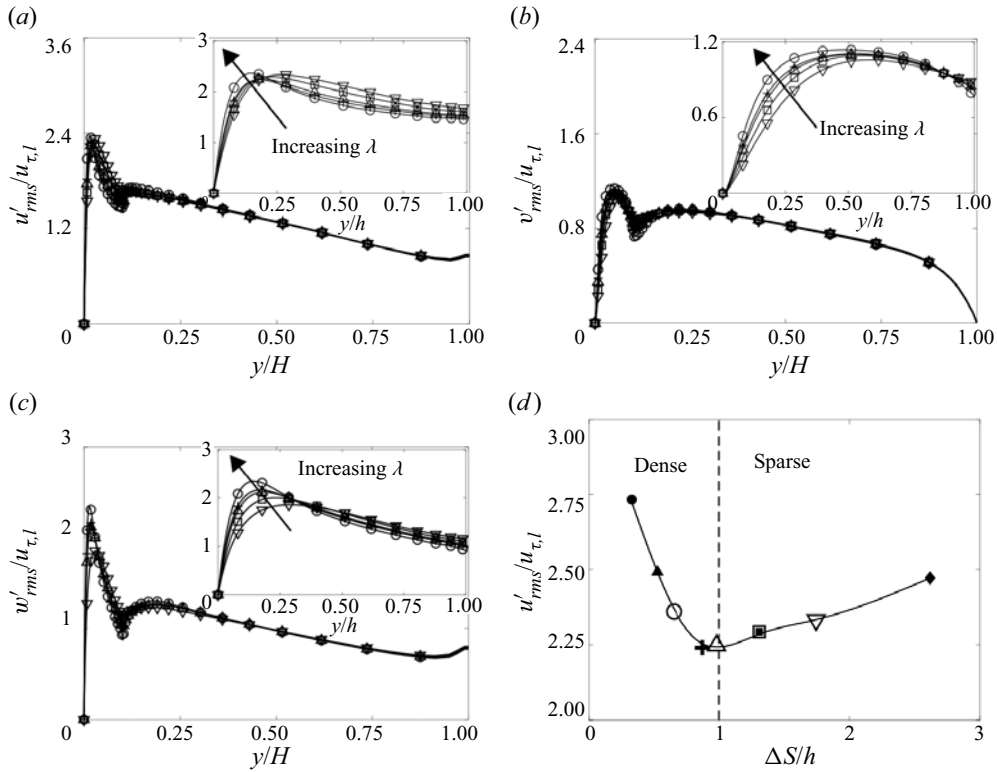 (a)
3.6
2.4
1.2
0
u′rms/uτ,l
0 0.25 0.50 0.75 1.00
y/H
3
2
1
0
0.25 0.50 0.75 1.00
y/h
Increasing λ
(b)
2.4
1.6
0.8
0
v′rms/uτ,l
0 0.25 0.50 0.75 1.00
y/H
1.2
0.6
0
0 0.25 0.50 0.75 1.00
y/h
Increasing λ
(c)
3
2
1
0
w′rms/uτ,l
0 0.25 0.50 0.75 1.00
y/H
3
2
1
0
0 0.25 0.50 0.75 1.00
y/h
Increasing λ
(d)
3.00
2.75
2.50
2.25
2.00
u′rms/uτ,l
Dense
Sparse
0 1 2 3
ΔS/h